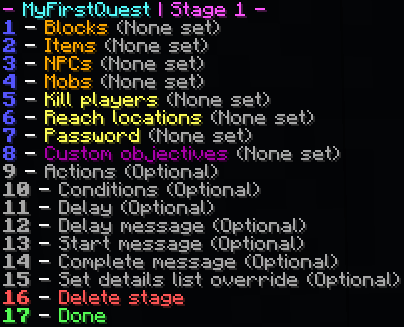 - MyFirstQuest | Stage 1 -
1 - Blocks (None set)
2 - Items (None set)
3 - NPCs (None set)
4 - Mobs (None set)
5 - Kill players (None set)
6 - Reach locations (None set)
7 - Password (None set)
8 - Custom objectives (None set)
9 - Actions (Optional)
10 - Conditions (Optional)
11 - Delay (Optional)
12 - Delay message (Optional)
13 - Start message (Optional)
14 - Complete message (Optional)
15 - Set details list override (Optional)
16 - Delete stage
17 - Done